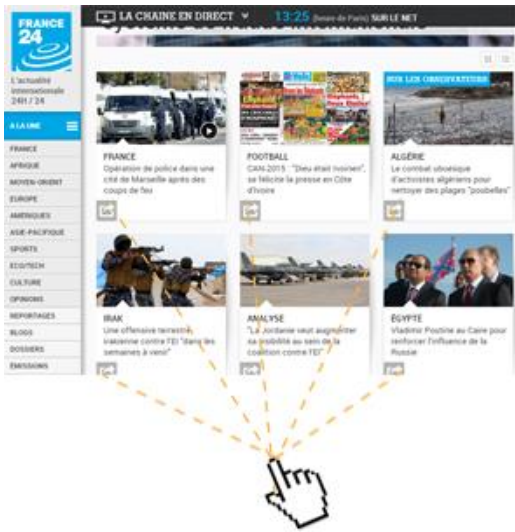 FRANCE
24
L'actualité
internationale
24H / 24
A LA UNE
FRANCE
AFRIQUE
MOYEN-ORIENT
EUROPE
AMÉRIQUES
ASIE-PACIFIQUE
SPORTS
ECO/TECH
CULTURE
OPINIONS
REPORTAGES
BLOGS
DOSSIERS
ÉMISSIONS
LA CHAINE EN DIRECT
13:25 (heure de Paris) SUR LE NET
FRANCE
Opération de police dans une
cité de Marseille après des
coups de feu
FOOTBALL
CAN-2015 : "Dieu était ivoirien",
se félicite la presse en Côte
d'Ivoire
SUR LES OBSERVATEURS
ALGÉRIE
Le combat ubuesque
d'activistes algériens pour
nettoyer des plages "poubelles"
IRAK
Une offensive terrestre
irakienne contre l'EI "dans les
semaines à venir"
ANALYSE
"La Jordanie veut augmenter
sa visibilité au sein de la
coalition contre l'EI"
ÉGYPTE
Vladimir Poutine au Caire pour
renforcer l'influence de la
Russie